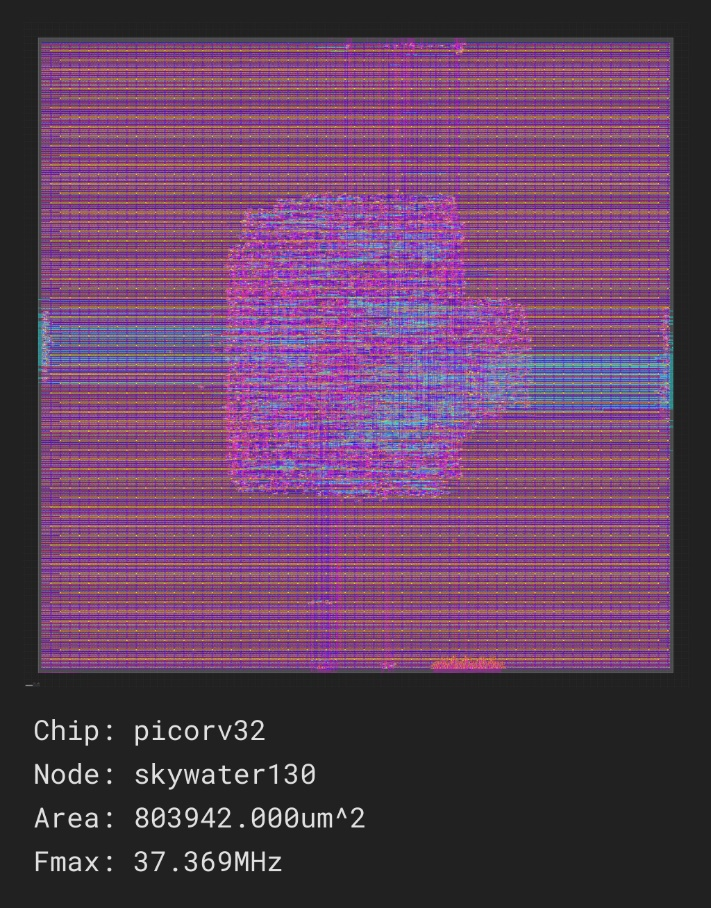 Chip: picorv32
Node: skywater130
Area: 803942.000um^2
Fmax: 37.369MHz